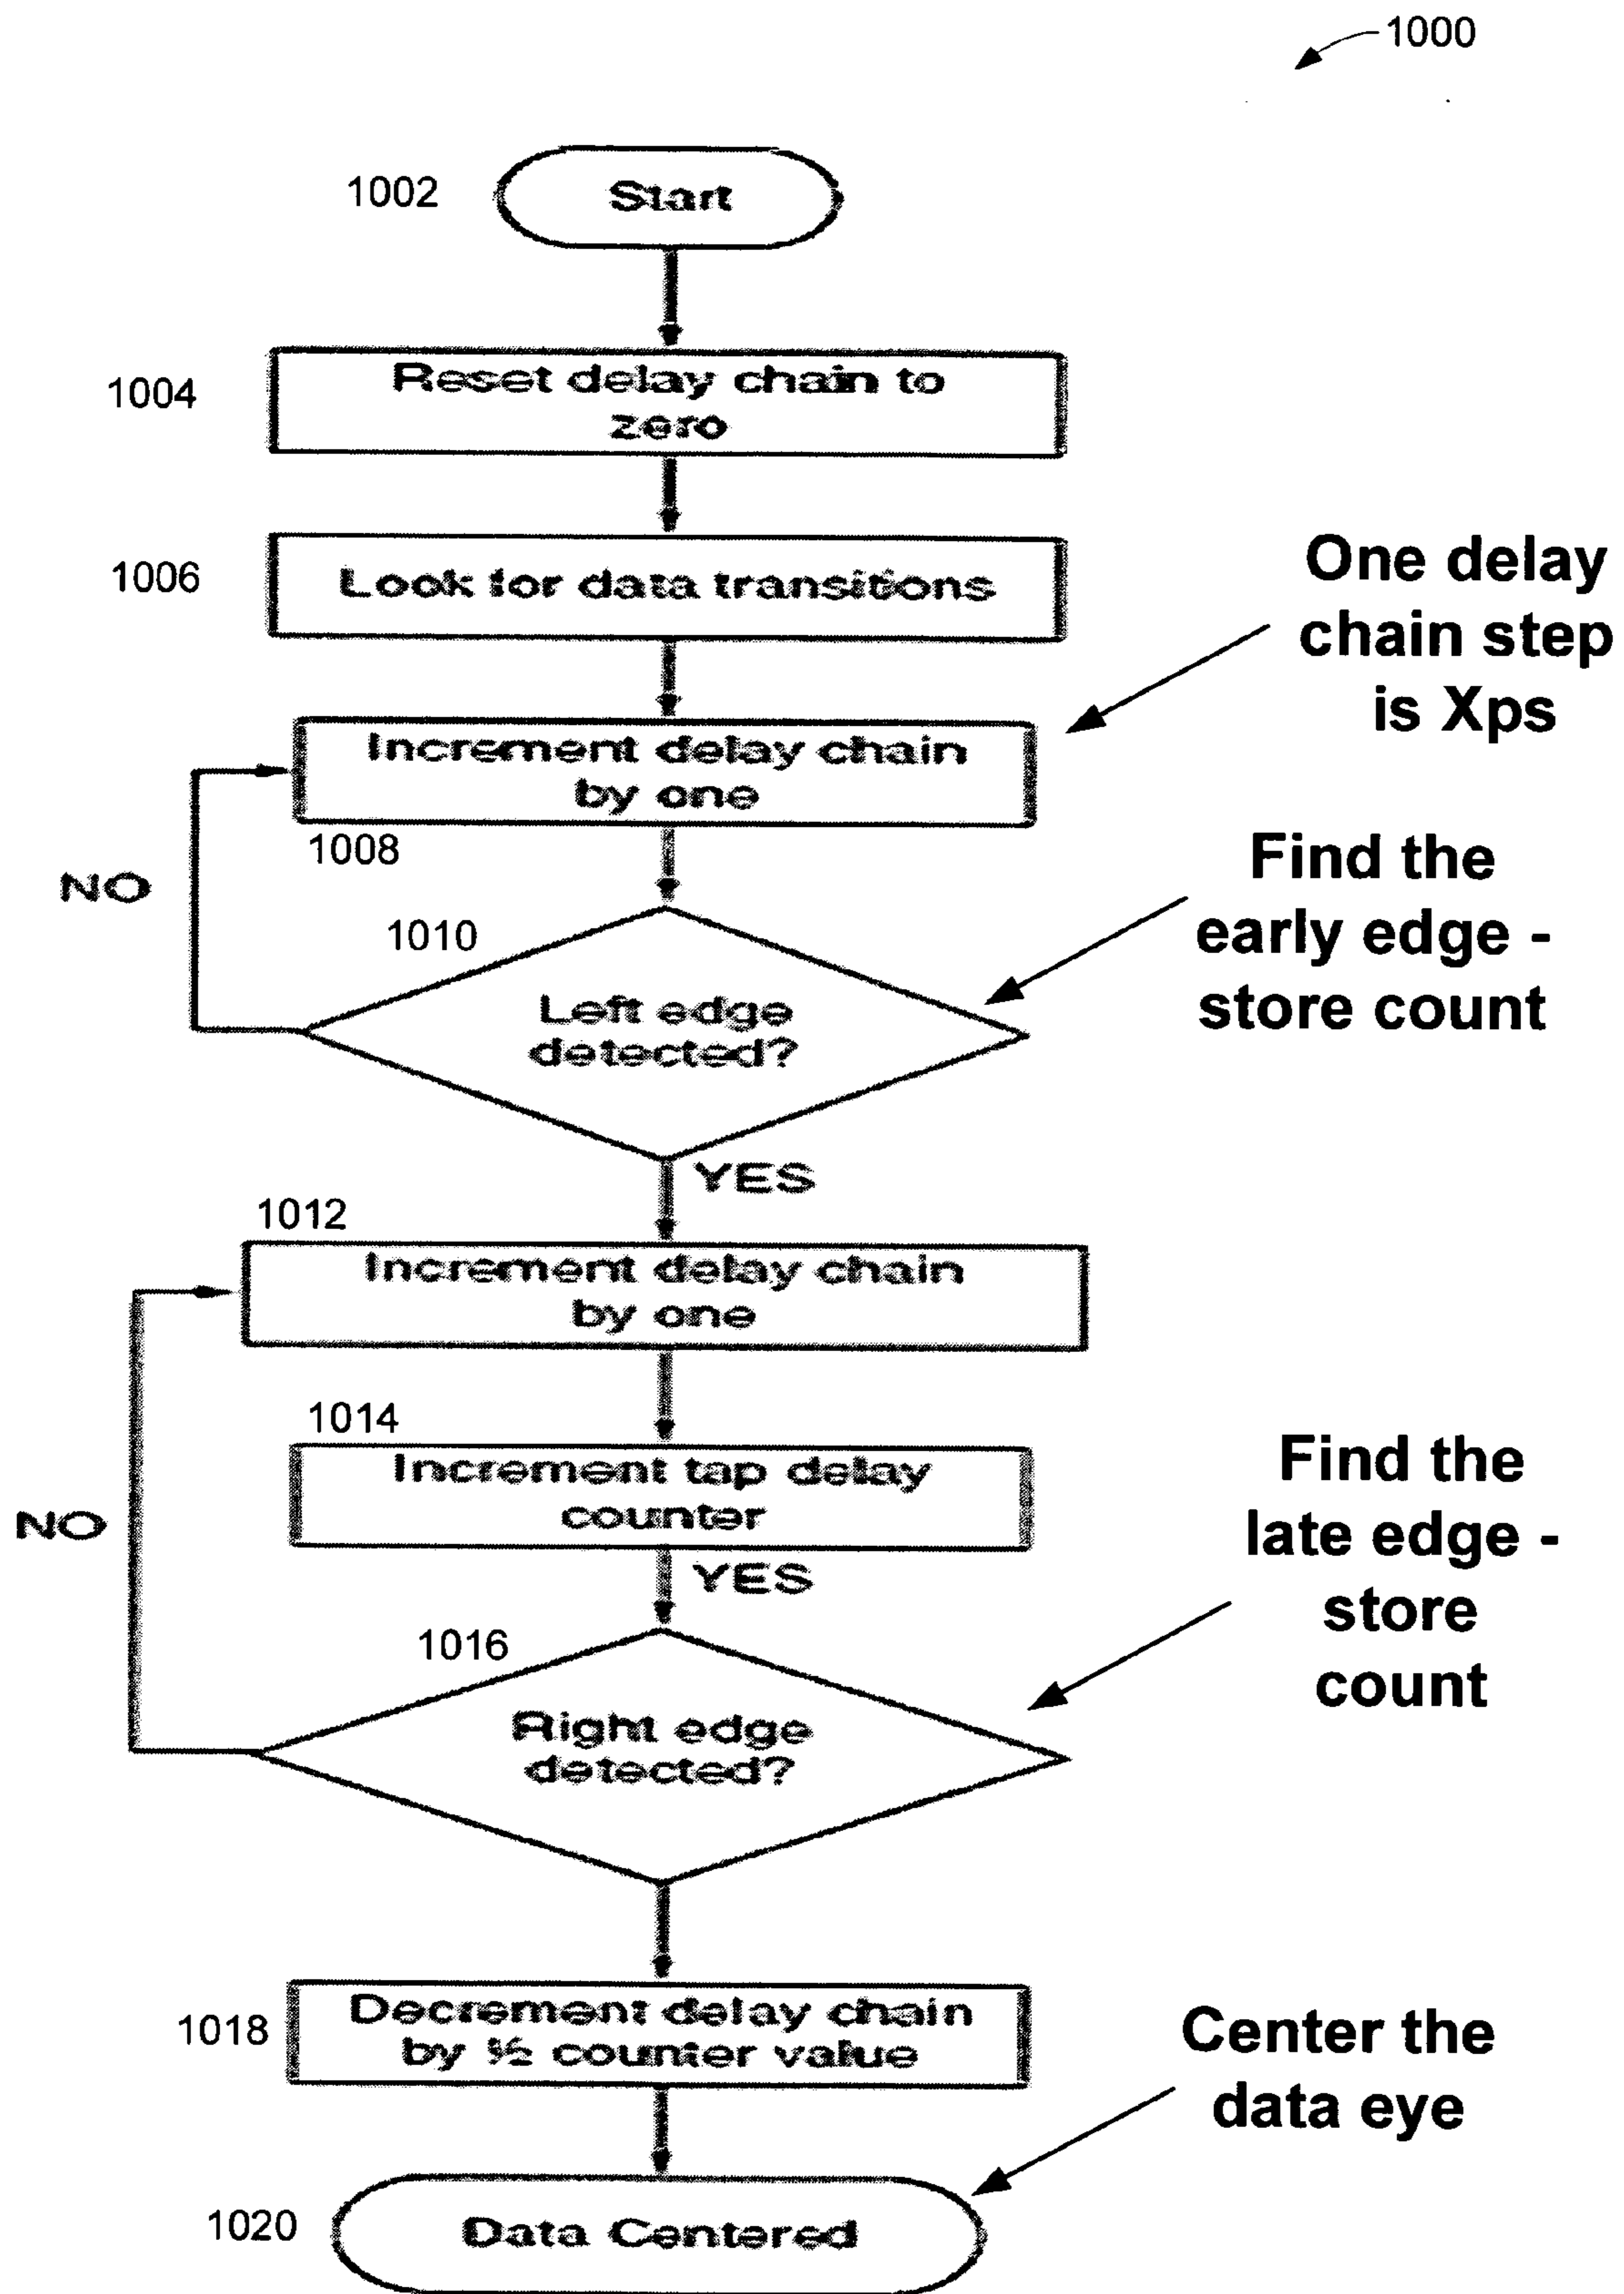 1000
1002
Start
1004
Reset delay chain to
zero
1006
Look for data transitions
One delay
chain step
is Xps
Increment delay chain
by one
1008
NO
Find the
early edge -
store count
1010
Left edge
detected?
YES
1012
Increment delay chain
by one
1014
Increment tap delay
counter
NO
YES
Find the
late edge -
store
count
1016
Right edge
detected?
1018
Decrement delay chain
by ½ counter value
Center the
data eye
1020
Data Centered